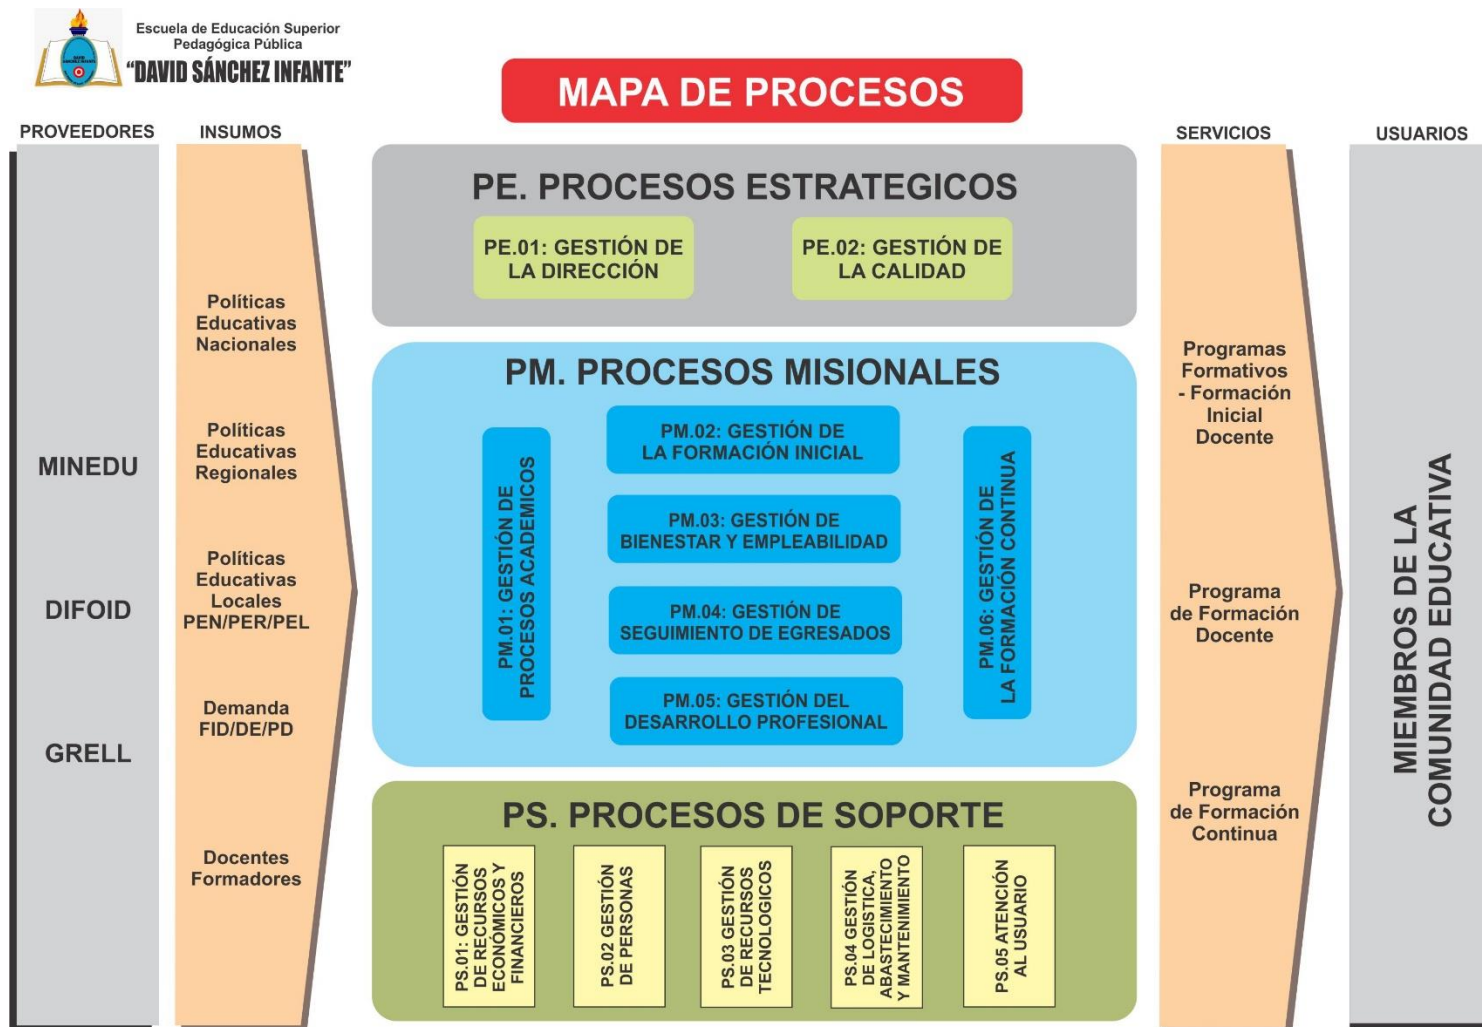 Escuela de Educación Superior
Pedagógica Pública
“DAVID SÁNCHEZ INFANTE”
MAPA DE PROCESOS
PROVEEDORES
MINEDU
DIFOID
GRELL
INSUMOS
Políticas
Educativas
Nacionales
Políticas
Educativas
Regionales
Políticas
Educativas
Locales
PEN/PER/PEL
Demanda
FID/DE/PD
Docentes
Formadores
PE. PROCESOS ESTRATEGICOS
PE.01: GESTIÓN DE
LA DIRECCIÓN
PE.02: GESTIÓN DE
LA CALIDAD
PM. PROCESOS MISIONALES
PM.01: GESTIÓN DE
PROCESOS ACADEMICOS
PM.02: GESTIÓN DE
LA FORMACIÓN INICIAL
PM.03: GESTIÓN DE
BIENESTAR Y EMPLEABILIDAD
PM.04: GESTIÓN DE
SEGUIMIENTO DE EGRESADOS
PM.05: GESTIÓN DEL
DESARROLLO PROFESIONAL
PM.06: GESTIÓN DE
LA FORMACIÓN CONTINUA
PS. PROCESOS DE SOPORTE
PS.01: GESTIÓN
DE RECURSOS
ECONÓMICOS Y
FINANCIEROS
PS.02 GESTIÓN
DE PERSONAS
PS.03 GESTIÓN
DE RECURSOS
TECNOLOGICOS
PS.04 GESTIÓN
DE LOGISTICA,
ABASTECIMIENTO
Y MANTENIMIENTO
PS.05 ATENCIÓN
AL USUARIO
SERVICIOS
Programas
Formativos
- Formación
Inicial
Docente
Programa
de Formación
Docente
Programa
de Formación
Continua
USUARIOS
MIEMBROS DE LA
COMUNIDAD EDUCATIVA